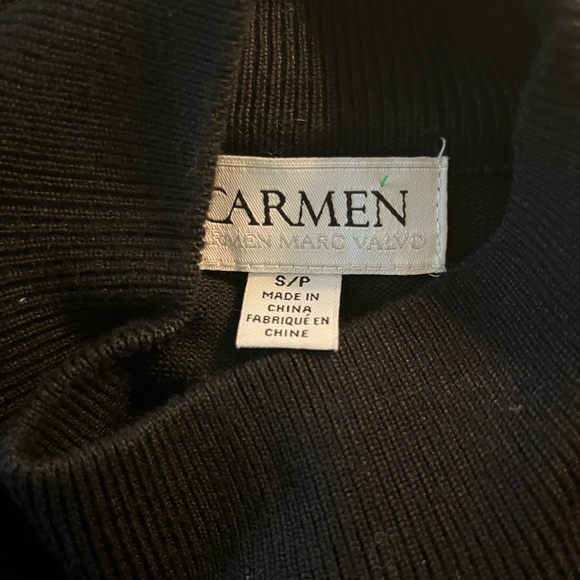 CARMEN
CARMEN MARC VALVO
S/P
MADE IN
CHINA
FABRIQUÉ EN
CHINE